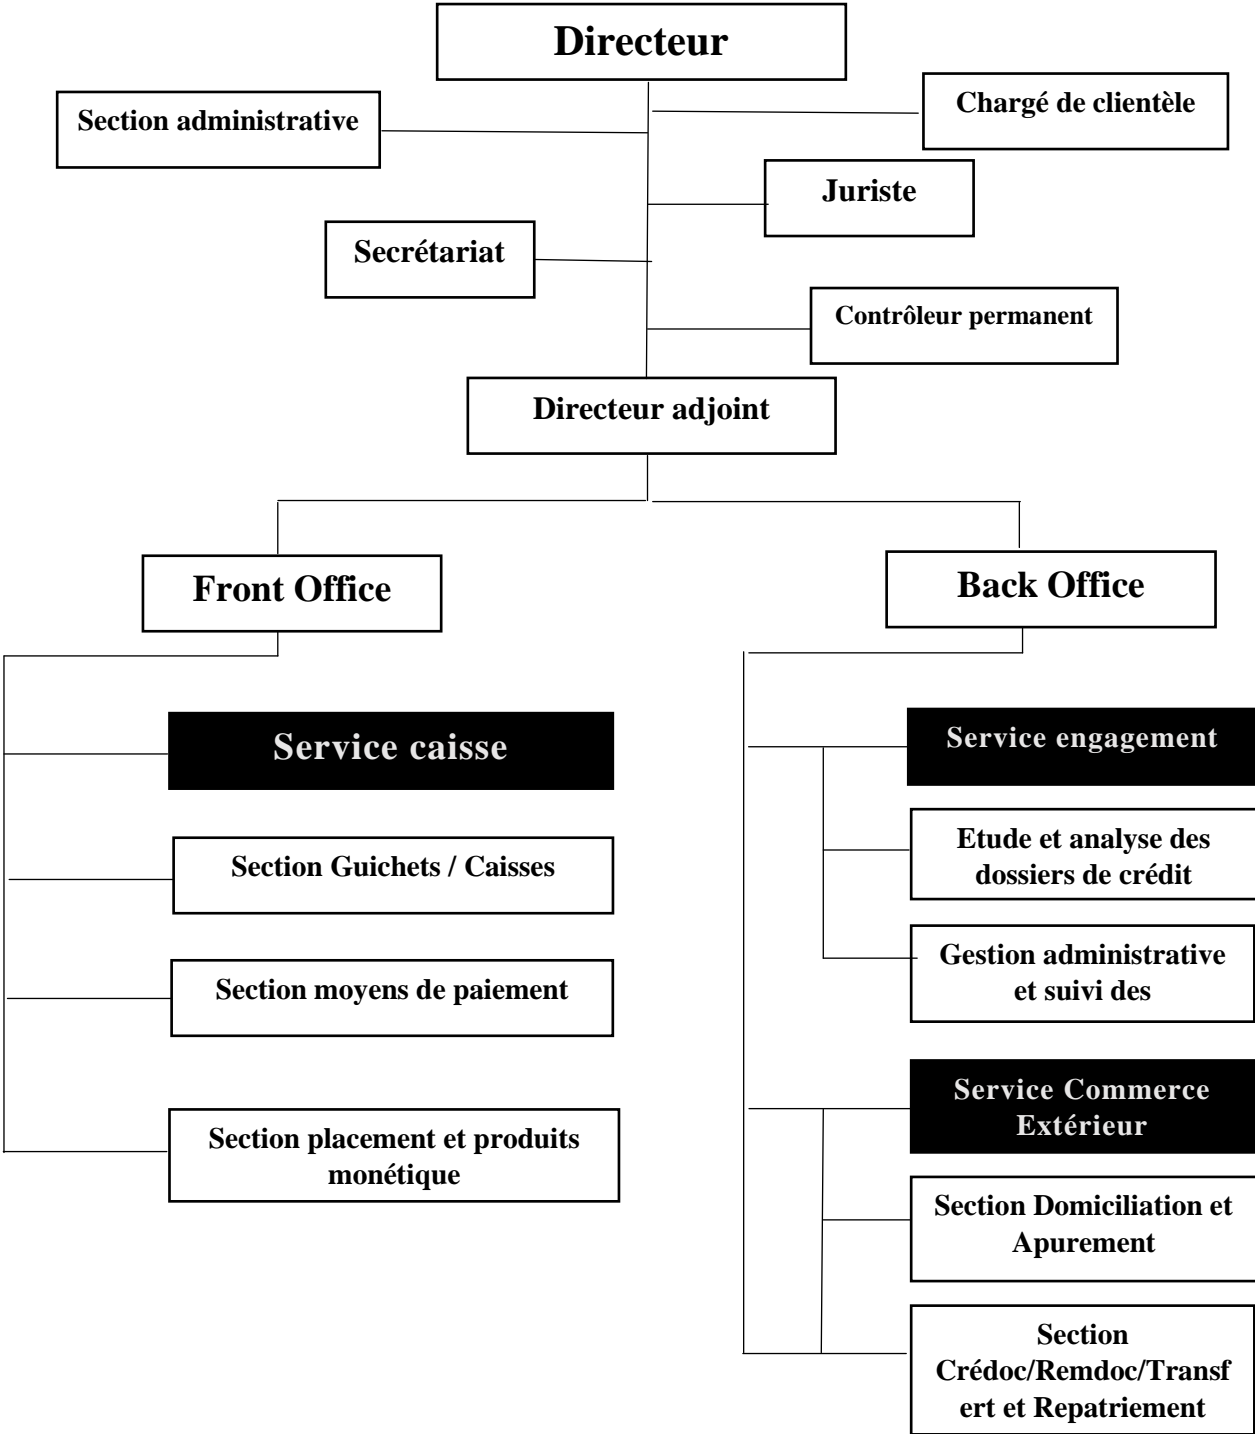 Directeur
Section administrative
Chargé de clientèle
Juriste
Secrétariat
Contrôleur permanent
Directeur adjoint
Front Office
Back Office
Service caisse
Section Guichets / Caisses
Section moyens de paiement
Section placement et produits
monétique
Service engagement
Etude et analyse des
dossiers de crédit
Gestion administrative
et suivi des
Service Commerce
Extérieur
Section Domiciliation et
Apurement
Section
Crédoc/Remdoc/Transf
ert et Repatriement